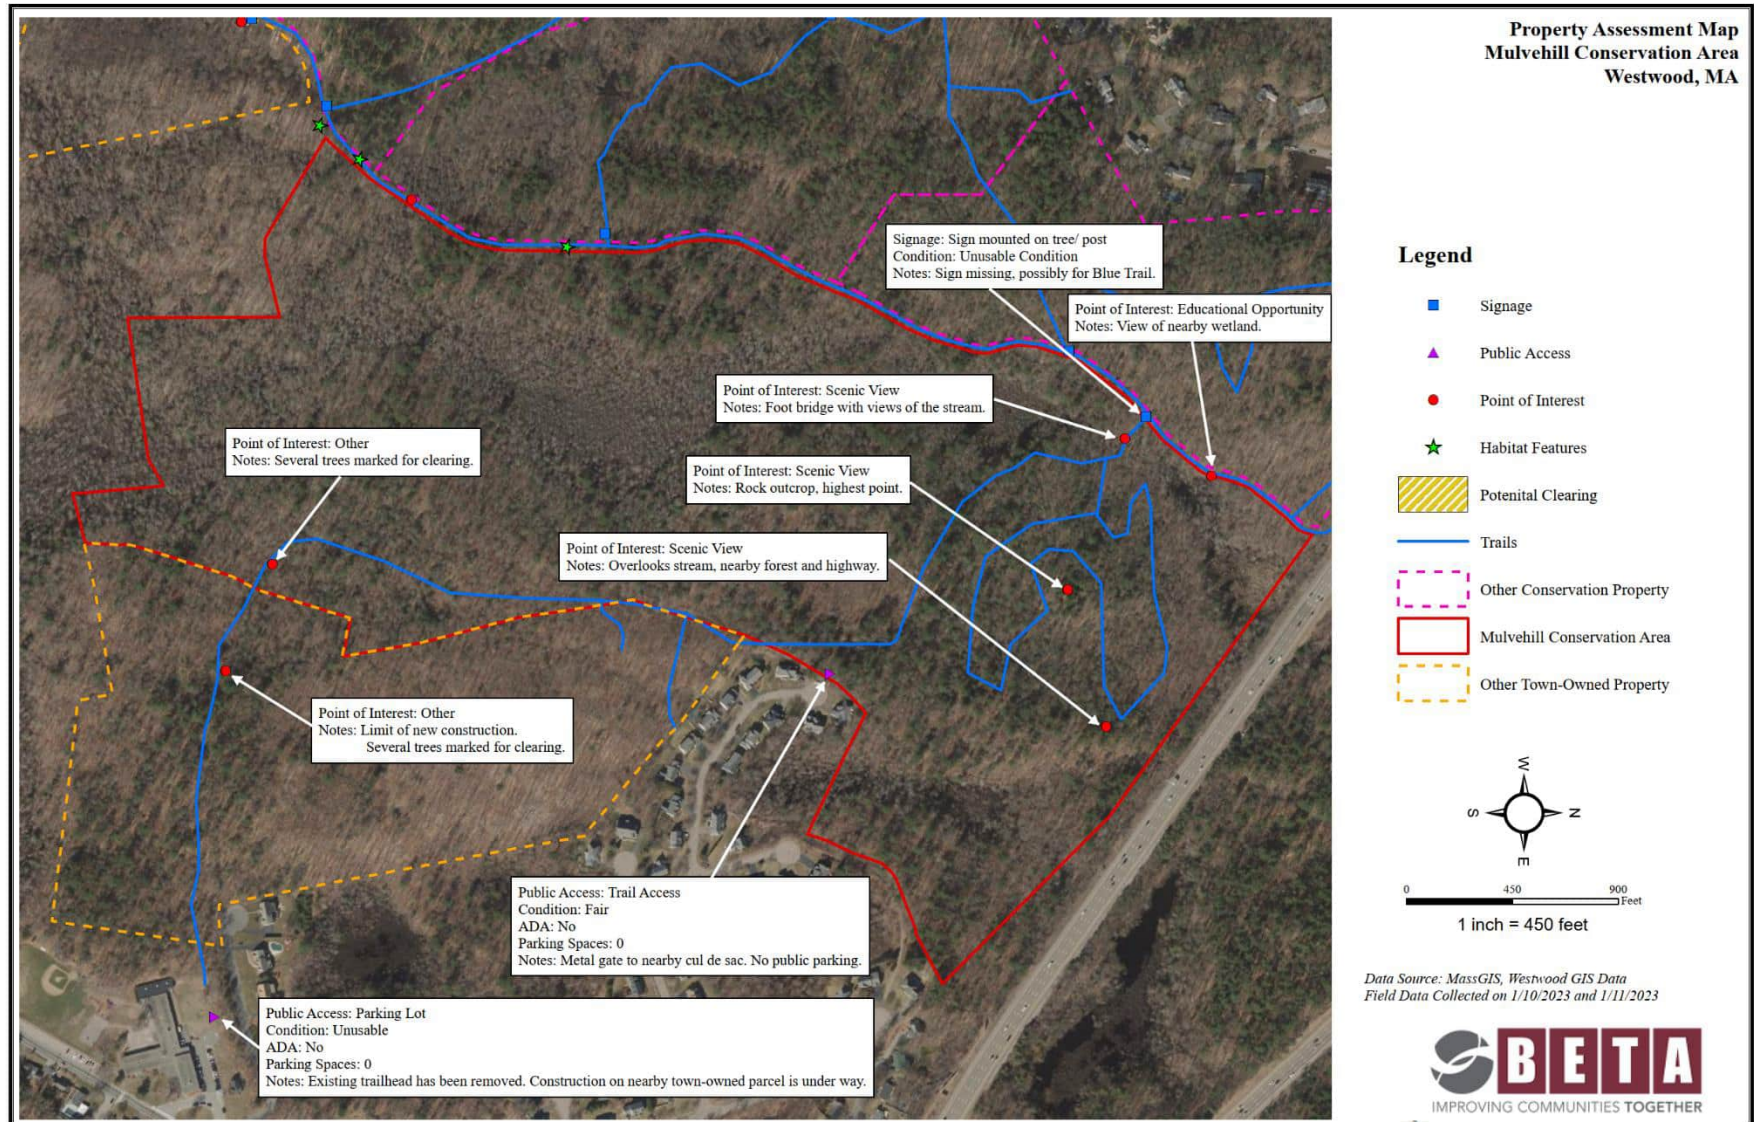 Property Assessment Map
Mulvehill Conservation Area
Westwood, MA
Signage: Sign mounted on tree/ post
Condition: Unusable Condition
Notes: Sign missing, possibly for Blue Trail.
Point of Interest: Educational Opportunity
Notes: View of nearby wetland.
Point of Interest: Scenic View
Notes: Foot bridge with views of the stream.
Point of Interest: Other
Notes: Several trees marked for clearing.
Point of Interest: Scenic View
Notes: Rock outcrop, highest point.
Point of Interest: Scenic View
Notes: Overlooks stream, nearby forest and highway.
Point of Interest: Other
Notes: Limit of new construction.
Several trees marked for clearing.
Public Access: Trail Access
Condition: Fair
ADA: No
Parking Spaces: 0
Notes: Metal gate to nearby cul de sac. No public parking.
Public Access: Parking Lot
Condition: Unusable
ADA: No
Parking Spaces: 0
Notes: Existing trailhead has been removed. Construction on nearby town-owned parcel is under way.
Legend
Signage
Public Access
Point of Interest
Habitat Features
Potenital Clearing
Trails
Other Conservation Property
Mulvehill Conservation Area
Other Town-Owned Property
W
S
N
E
0 450 900
Feet
1 inch = 450 feet
Data Source: MassGIS, Westwood GIS Data
Field Data Collected on 1/10/2023 and 1/11/2023
BETA
IMPROVING COMMUNITIES TOGETHER